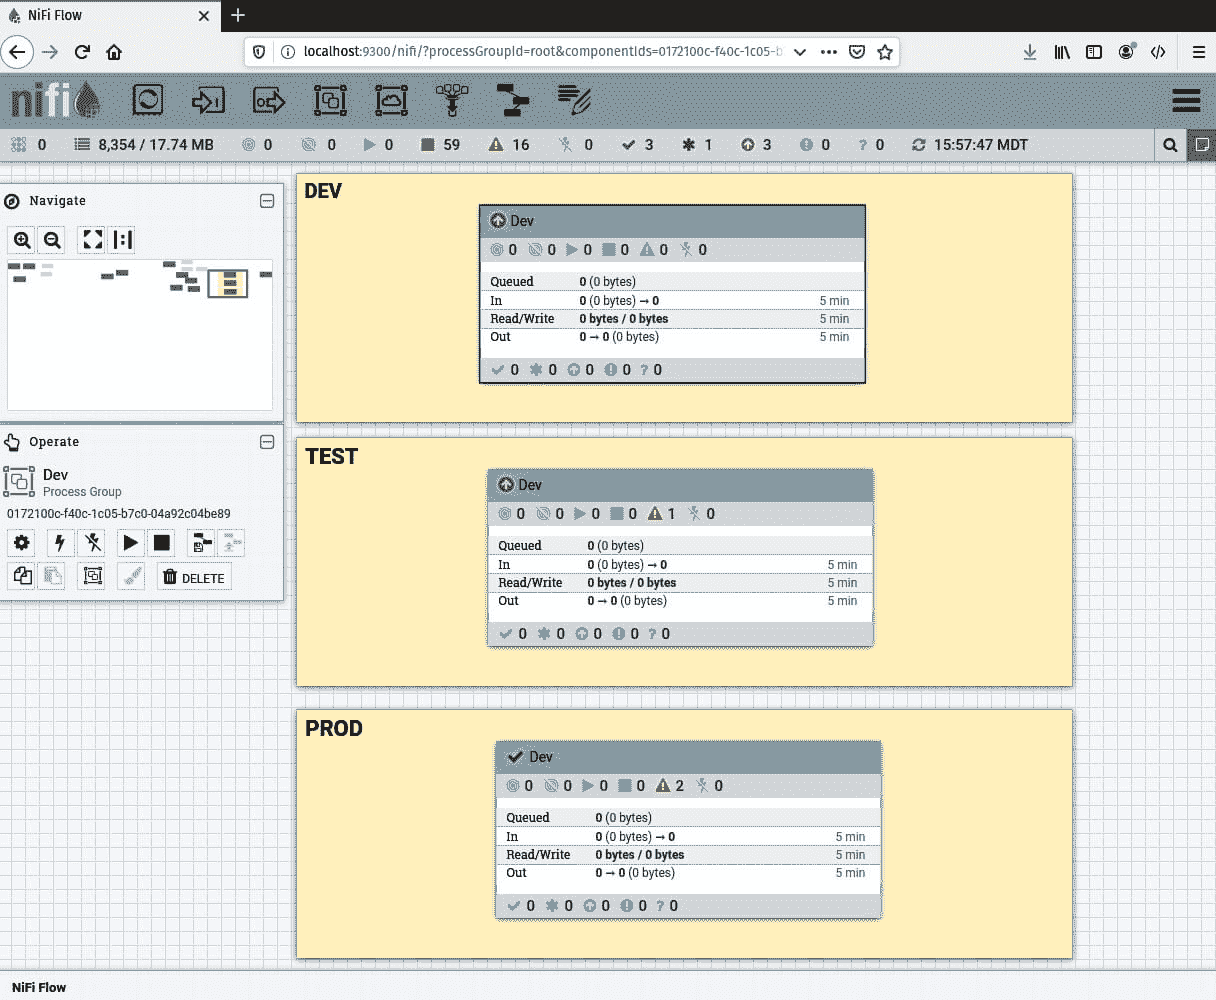 NiFi Flow
localhost:9300/nifi/?processGroupId=root&componentIds=0172100c-f40c-1c05-b
nifi
0 8,354 / 17.74 MB 0 0 0 59 16 0 3 1 3 0 ? 0 15:57:47 MDT
Navigate
Operate
Dev
Process Group
0172100c-f40c-1c05-b7c0-04a92c04be89
DELETE
DEV
Dev
0 0 0 0 0 0
Queued 0 (0 bytes)
In 0 (0 bytes) → 0 5 min
Read/Write 0 bytes / 0 bytes 5 min
Out 0 → 0 (0 bytes) 5 min
0 0 0 0 ? 0
TEST
Dev
0 0 0 0 1 0
Queued 0 (0 bytes)
In 0 (0 bytes) → 0 5 min
Read/Write 0 bytes / 0 bytes 5 min
Out 0 → 0 (0 bytes) 5 min
0 0 0 0 ? 0
PROD
Dev
0 0 0 0 2 0
Queued 0 (0 bytes)
In 0 (0 bytes) → 0 5 min
Read/Write 0 bytes / 0 bytes 5 min
Out 0 → 0 (0 bytes) 5 min
0 0 0 0 ? 0
NiFi Flow